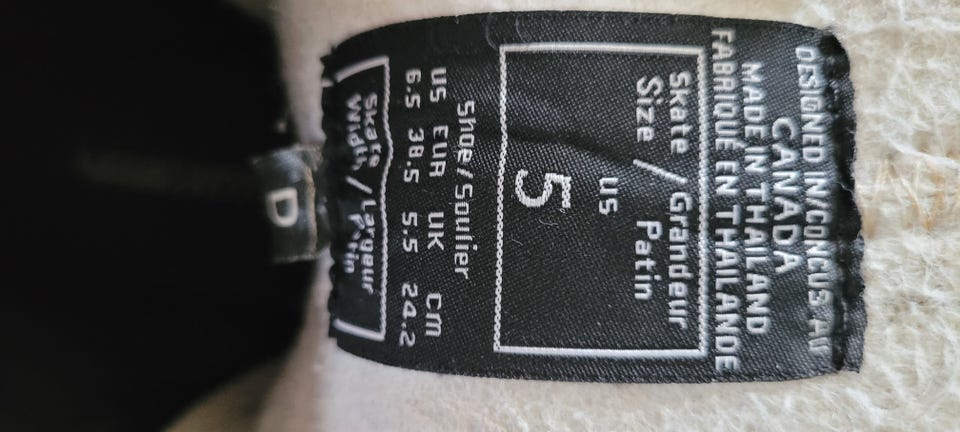 DESIGNED IN/CONCUS AU
CANADA
MADE IN THAILAND
FABRIQUÉ EN THAILANDE
Skate / Grandeur
Size / Patin
US
5
Shoe / Soulier
US EUR UK CM
6.5 38.5 5.5 24.2
Skate / Largeur
Width / Patin
D